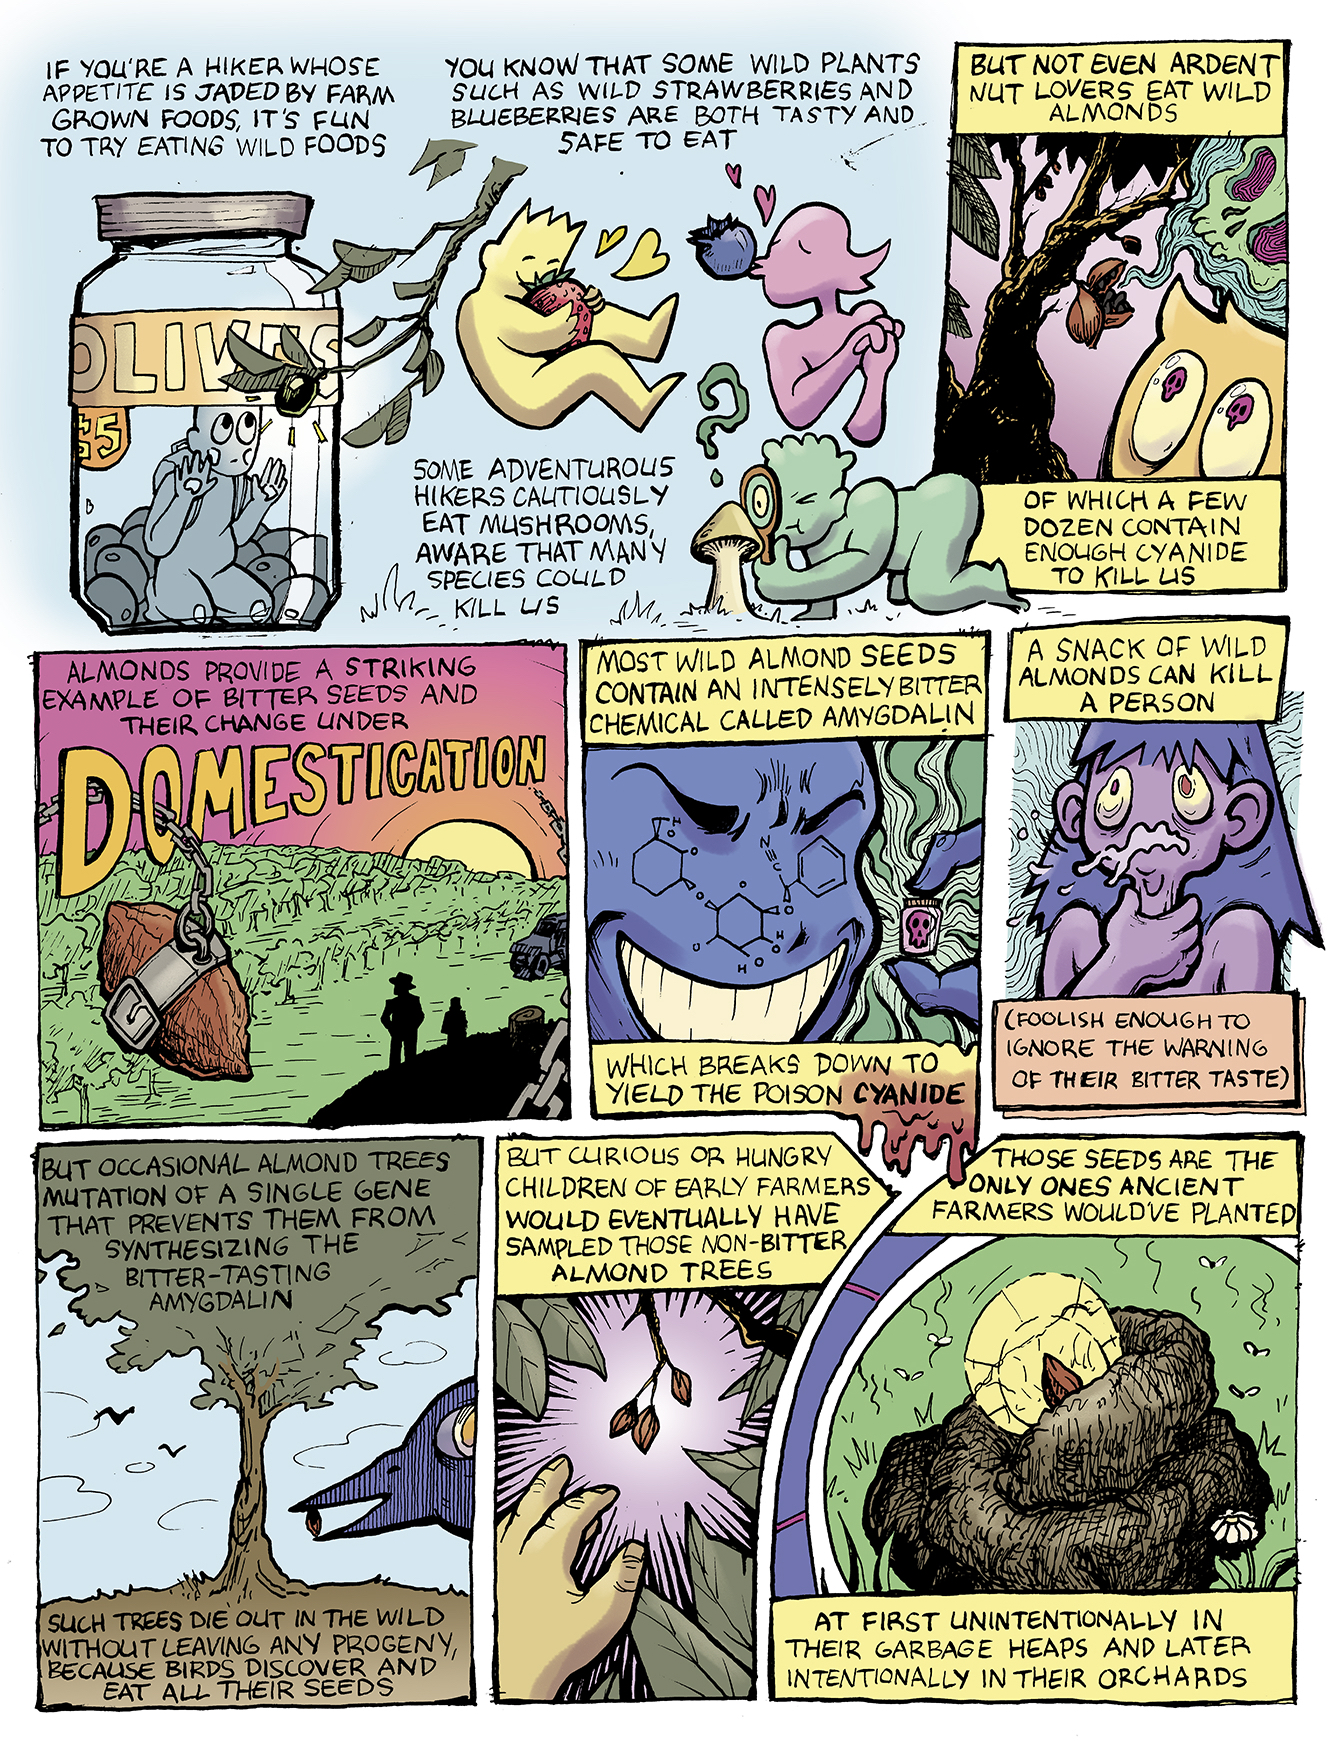 IF YOU'RE A HIKER WHOSE
APPETITE IS JADED BY FARM
GROWN FOODS, IT'S FUN
TO TRY EATING WILD FOODS
OLIVES
$5
YOU KNOW THAT SOME WILD PLANTS
SUCH AS WILD STRAWBERRIES AND
BLUEBERRIES ARE BOTH TASTY AND
SAFE TO EAT
SOME ADVENTUROUS
HIKERS CAUTIOUSLY
EAT MUSHROOMS,
AWARE THAT MANY
SPECIES COULD
KILL US
?
BUT NOT EVEN ARDENT
NUT LOVERS EAT WILD
ALMONDS
OF WHICH A FEW
DOZEN CONTAIN
ENOUGH CYANIDE
TO KILL US
ALMONDS PROVIDE A STRIKING
EXAMPLE OF BITTER SEEDS AND
THEIR CHANGE UNDER
DOMESTICATION
MOST WILD ALMOND SEEDS
CONTAIN AN INTENSELY BITTER
CHEMICAL CALLED AMYGDALIN
WHICH BREAKS DOWN TO
YIELD THE POISON CYANIDE
A SNACK OF WILD
ALMONDS CAN KILL
A PERSON
(FOOLISH ENOUGH TO
IGNORE THE WARNING
OF THEIR BITTER TASTE)
BUT OCCASIONAL ALMOND TREES
MUTATION OF A SINGLE GENE
THAT PREVENTS THEM FROM
SYNTHESIZING THE
BITTER-TASTING
AMYGDALIN
SUCH TREES DIE OUT IN THE WILD
WITHOUT LEAVING ANY PROGENY,
BECAUSE BIRDS DISCOVER AND
EAT ALL THEIR SEEDS
BUT CURIOUS OR HUNGRY
CHILDREN OF EARLY FARMERS
WOULD EVENTUALLY HAVE
SAMPLED THOSE NON-BITTER
ALMOND TREES
THOSE SEEDS ARE THE
ONLY ONES ANCIENT
FARMERS WOULD'VE PLANTED
AT FIRST UNINTENTIONALLY IN
THEIR GARBAGE HEAPS AND LATER
INTENTIONALLY IN THEIR ORCHARDS